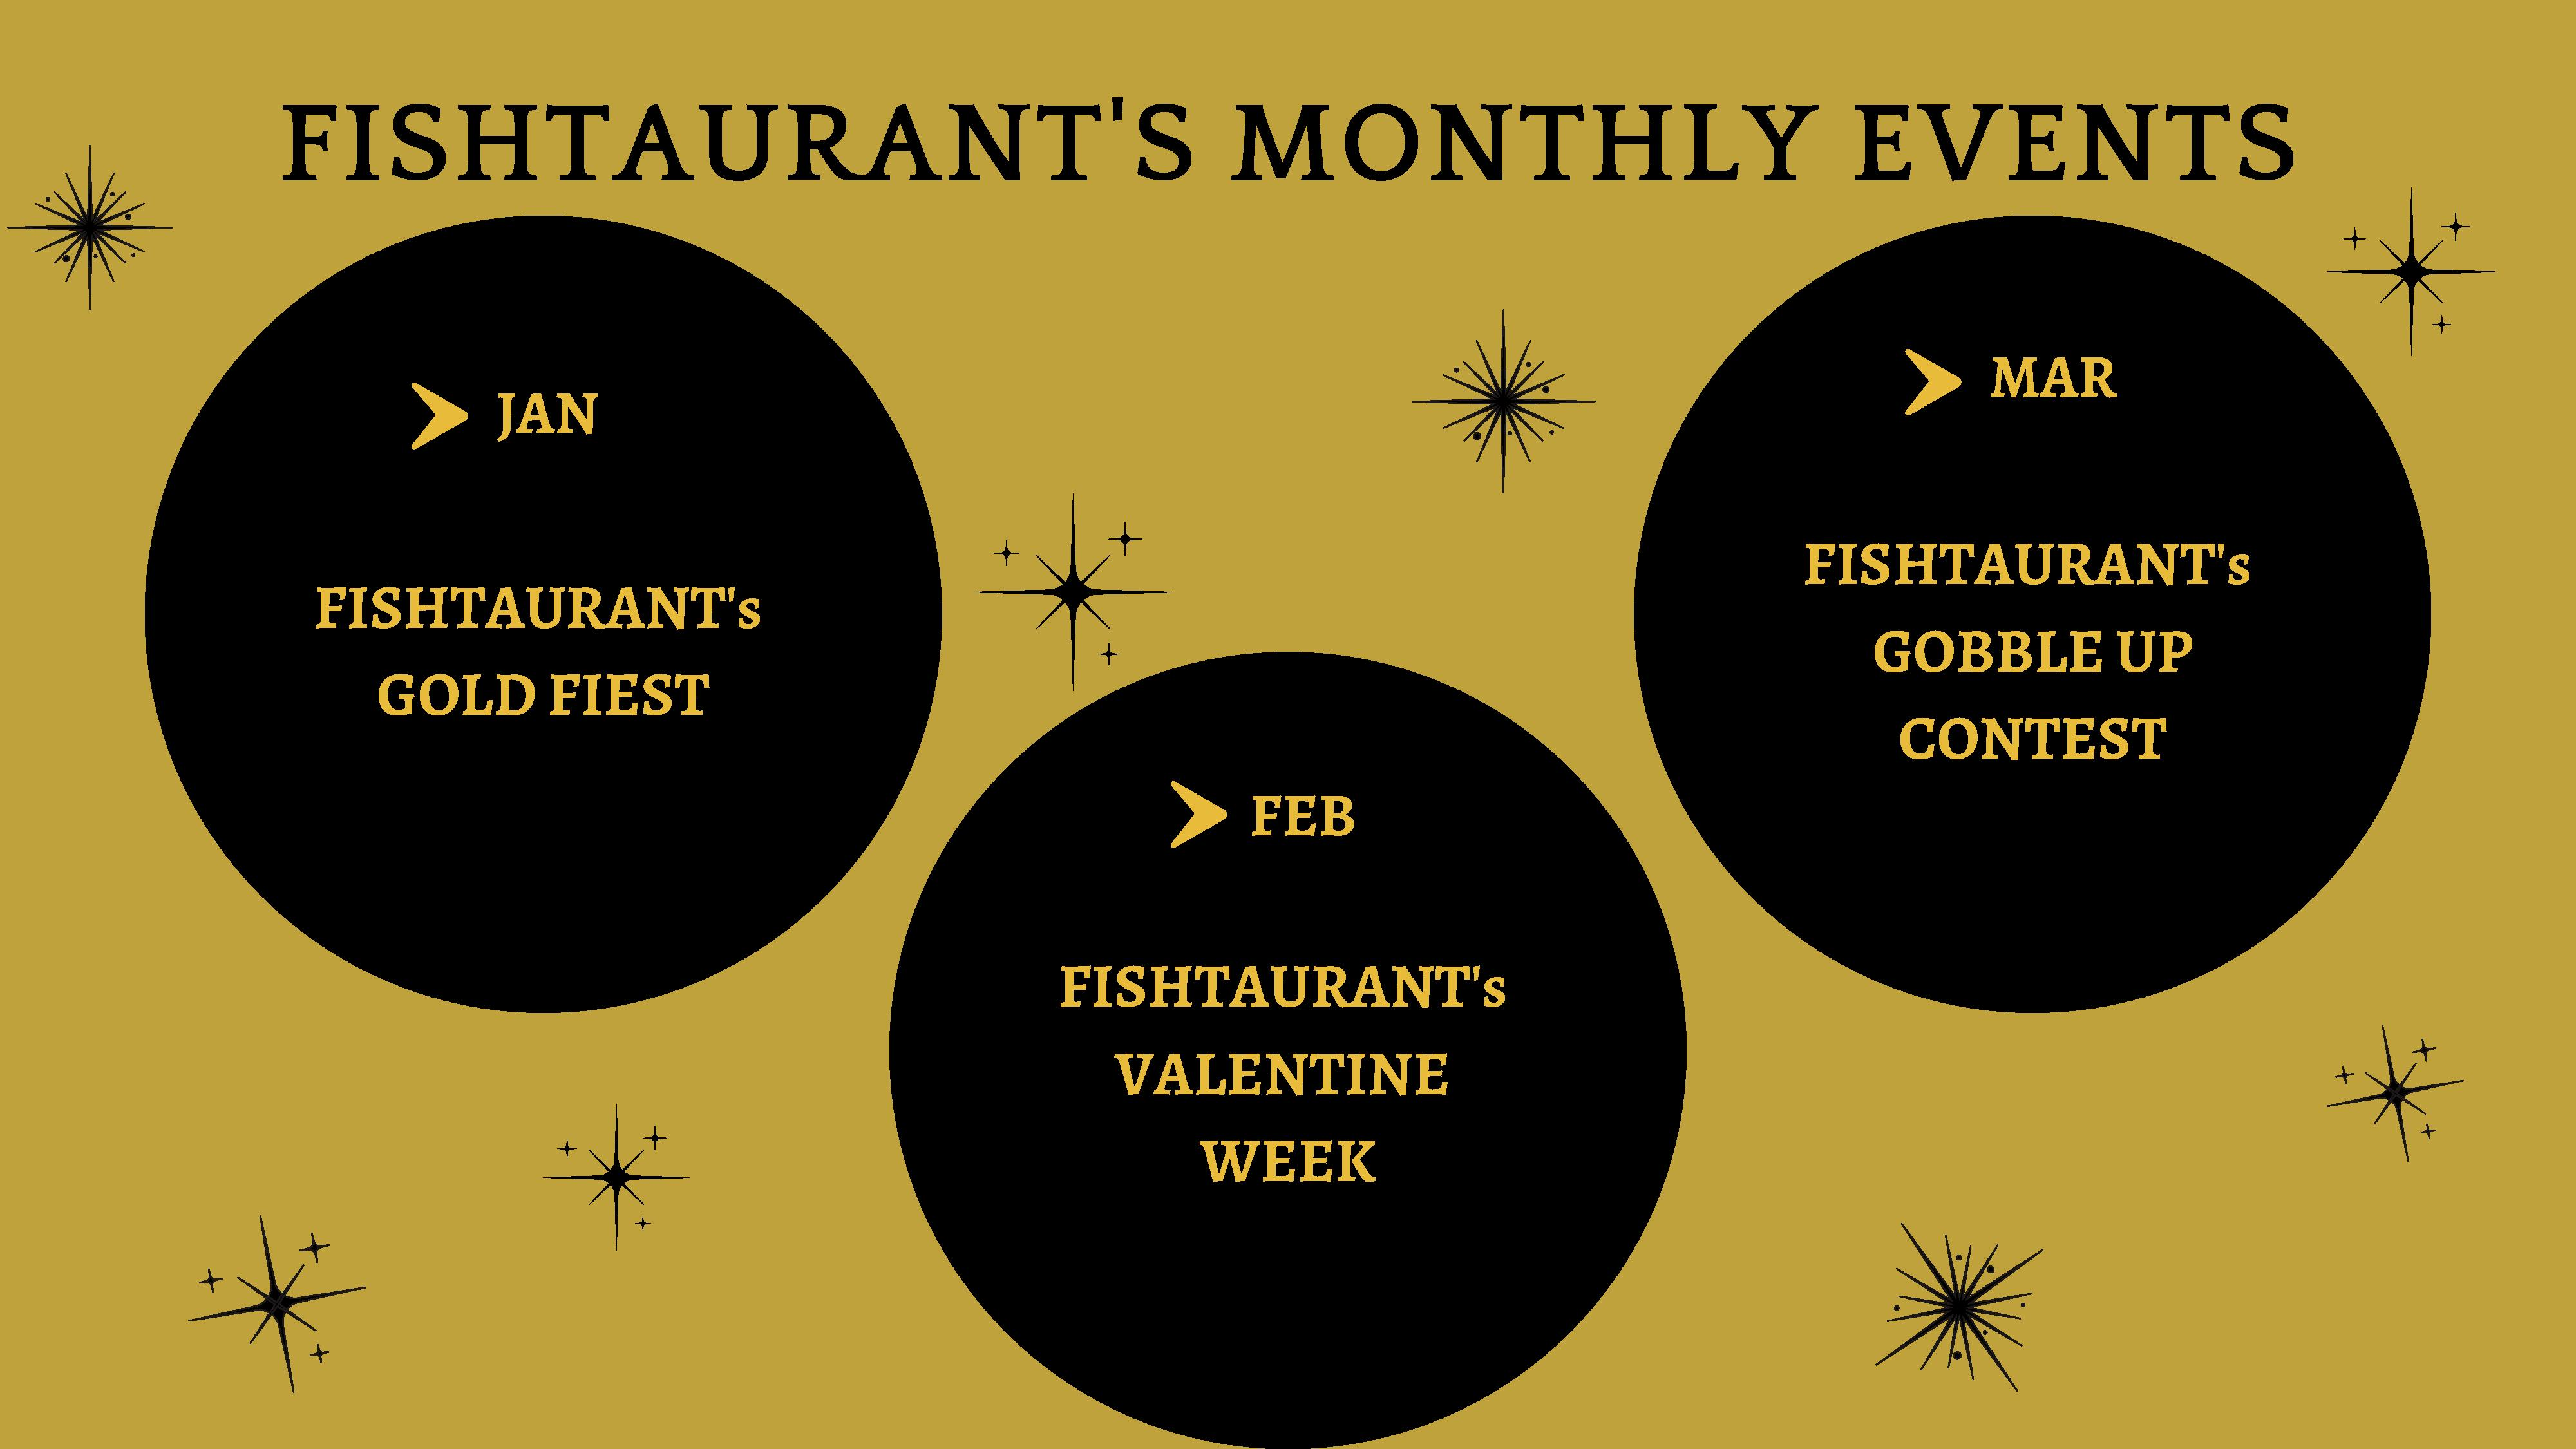 FISHTAURANT'S MONTHLY EVENTS
JAN
FISHTAURANT's
GOLD FIEST
FEB
FISHTAURANT's
VALENTINE
WEEK
MAR
FISHTAURANT's
GOBBLE UP
CONTEST